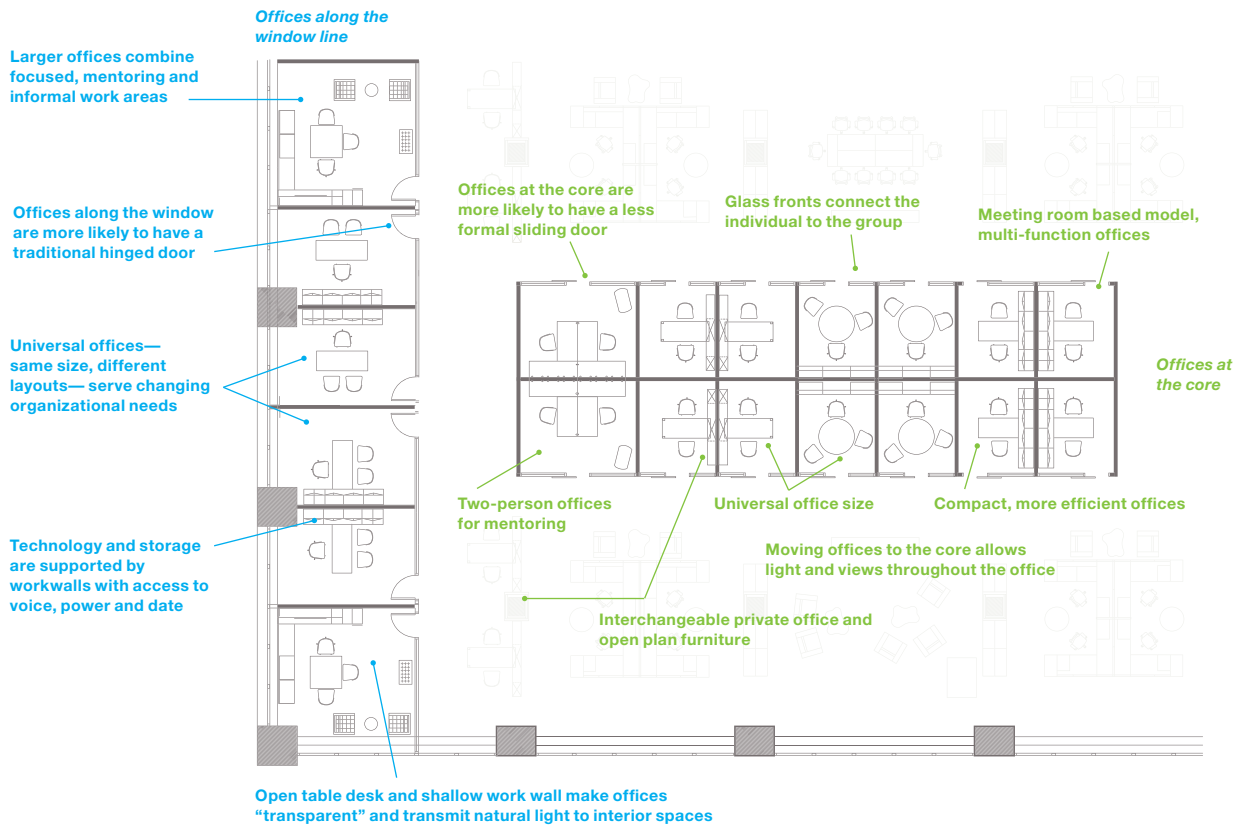 Offices along the
window line
Larger offices combine
focused, mentoring and
informal work areas
Offices along the window
are more likely to have a
traditional hinged door
Universal offices—
same size, different
layouts— serve changing
organizational needs
Technology and storage
are supported by
workwalls with access to
voice, power and date
Open table desk and shallow work wall make offices
“transparent” and transmit natural light to interior spaces
Offices at the core are
more likely to have a less
formal sliding door
Glass fronts connect the
individual to the group
Meeting room based model,
multi-function offices
Offices at
the core
Two-person offices
for mentoring
Universal office size
Compact, more efficient offices
Moving offices to the core allows
light and views throughout the office
Interchangeable private office and
open plan furniture